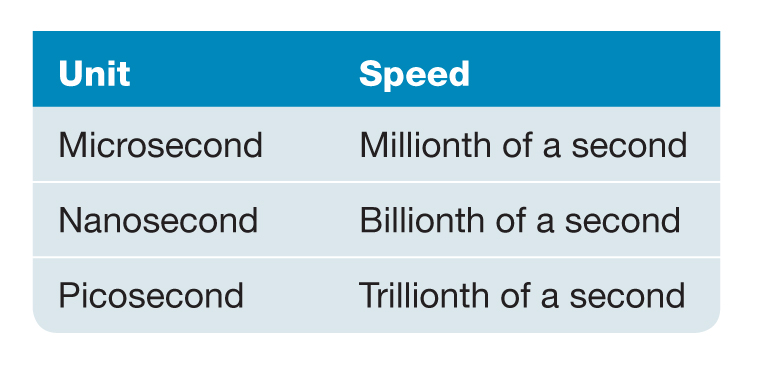 Unit Speed
Microsecond Millionth of a second
Nanosecond Billionth of a second
Picosecond Trillionth of a second